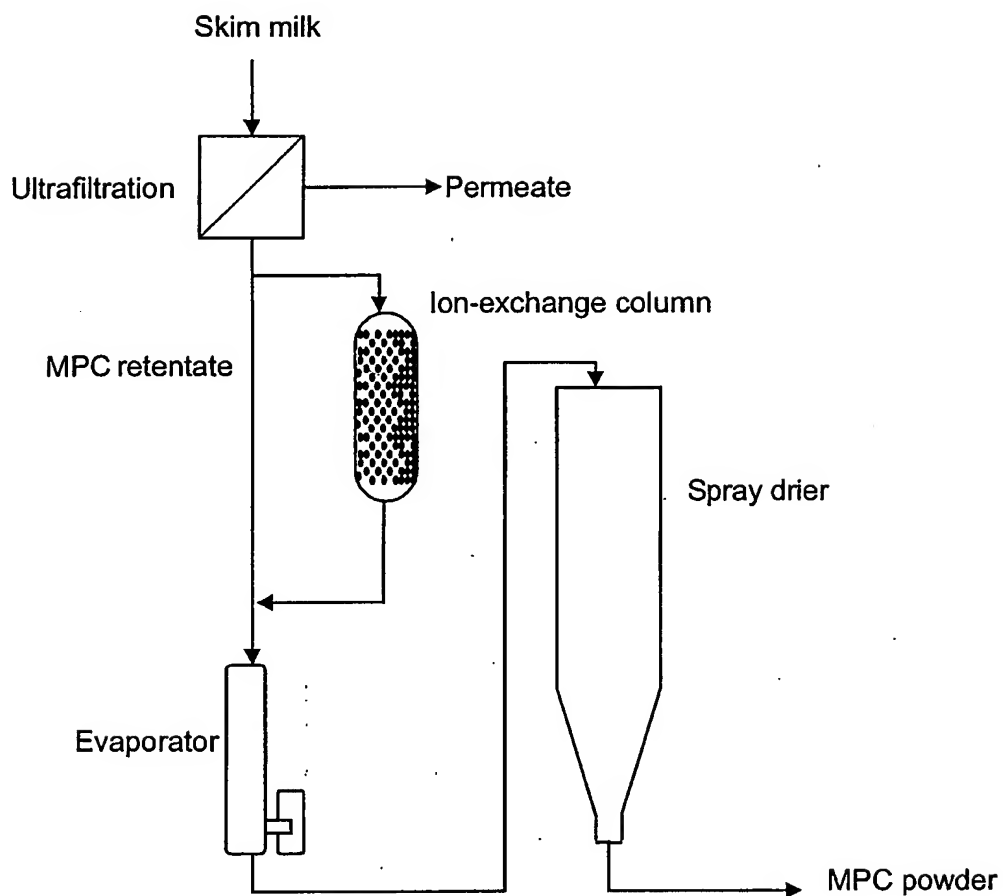 Skim milk
Ultrafiltration
Permeate
Ion-exchange column
MPC retentate
Spray drier
Evaporator
MPC powder